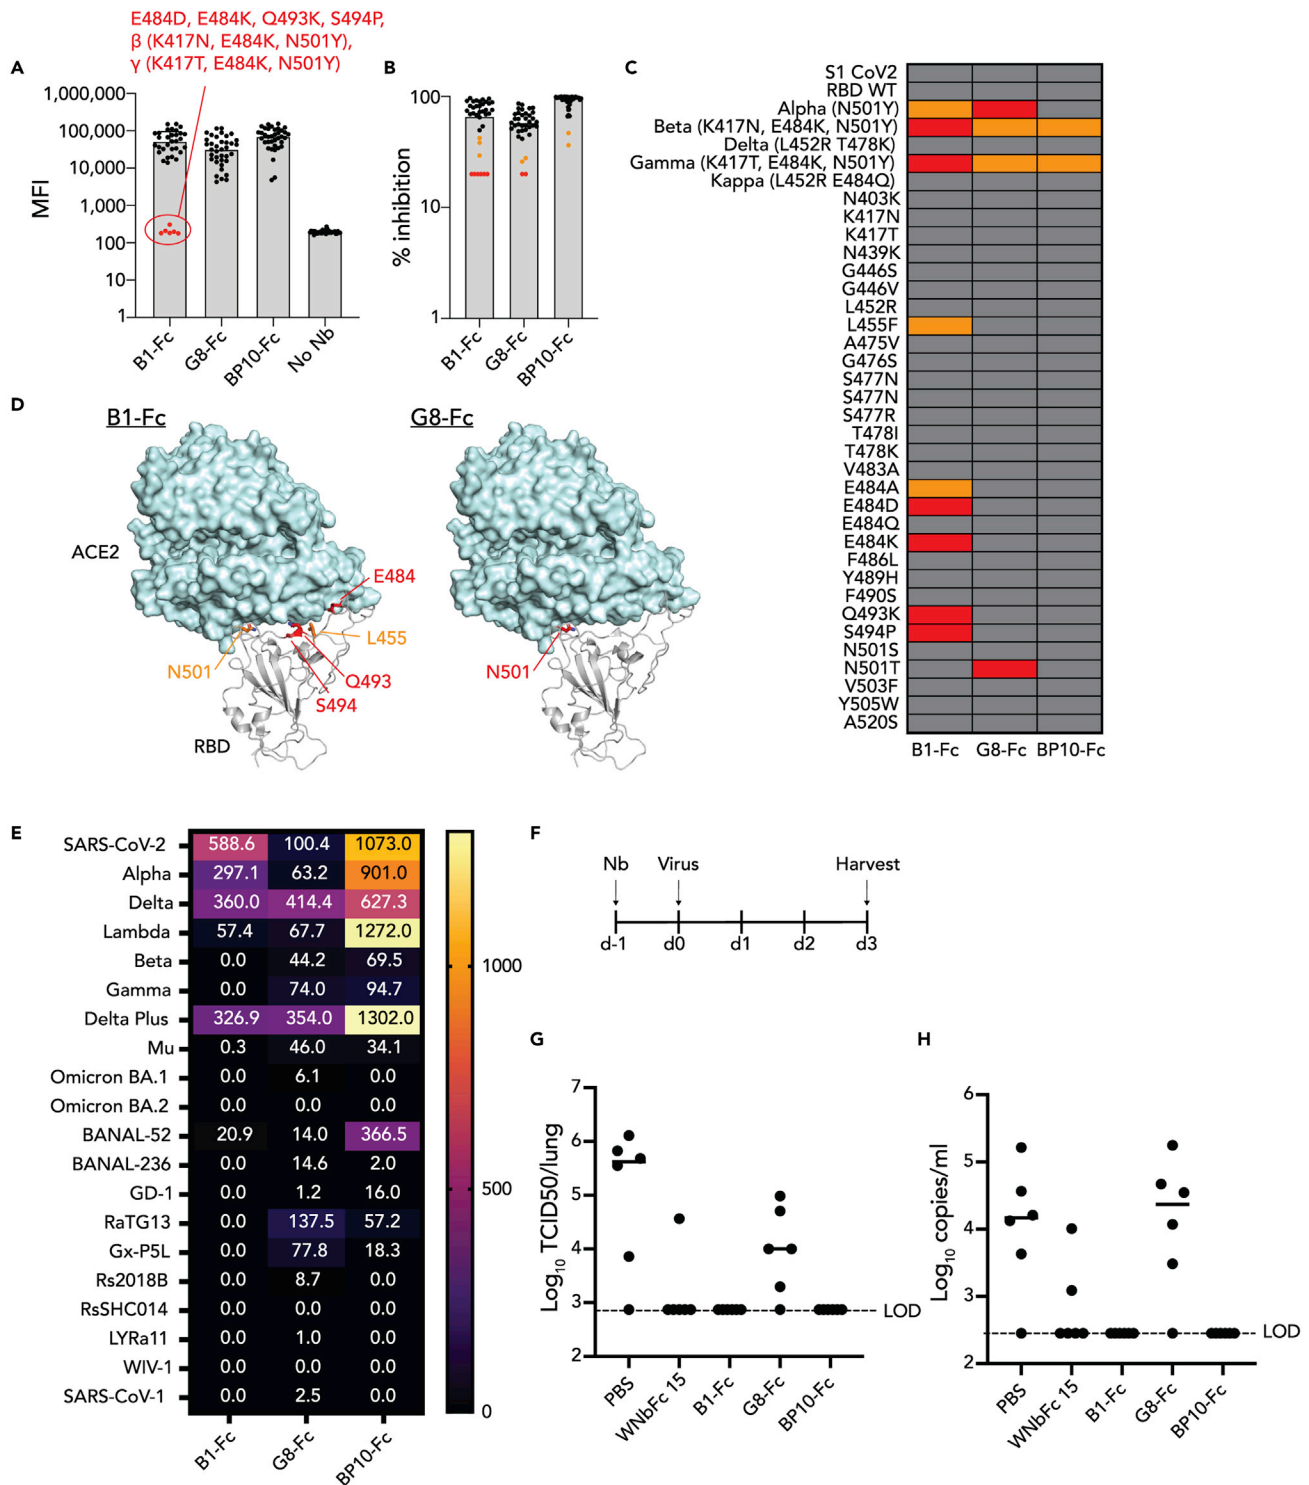 E484D, E484K, Q493K, S494P,
β (K417N, E484K, N501Y),
γ (K417T, E484K, N501Y)
A
MFI
1,000,000
100,000
10,000
1,000
100
10
1
B1-Fc
G8-Fc
BP10-Fc
No Nb
B
% inhibition
100
10
1
B1-Fc
G8-Fc
BP10-Fc
C
S1 CoV2
RBD WT
Alpha (N501Y)
Beta (K417N, E484K, N501Y)
Delta (L452R T478K)
Gamma (K417T, E484K, N501Y)
Kappa (L452R E484Q)
N403K
K417N
K417T
N439K
G446S
G446V
L452R
L455F
A475V
G476S
S477N
S477N
S477R
T478I
T478K
V483A
E484A
E484D
E484Q
E484K
F486L
Y489H
F490S
Q493K
S494P
N501S
N501T
V503F
Y505W
A520S
B1-Fc G8-Fc BP10-Fc
D
B1-Fc
G8-Fc
ACE2
E484
L455
N501
Q493
S494
RBD
N501
E
SARS-CoV-2 588.6 100.4 1073.0
Alpha 297.1 63.2 901.0
Delta 360.0 414.4 627.3
Lambda 57.4 67.7 1272.0
Beta 0.0 44.2 69.5
Gamma 0.0 74.0 94.7
Delta Plus 326.9 354.0 1302.0
Mu 0.3 46.0 34.1
Omicron BA.1 0.0 6.1 0.0
Omicron BA.2 0.0 0.0 0.0
BANAL-52 20.9 14.0 366.5
BANAL-236 0.0 14.6 2.0
GD-1 0.0 1.2 16.0
RaTG13 0.0 137.5 57.2
Gx-P5L 0.0 77.8 18.3
Rs2018B 0.0 8.7 0.0
RsSHC014 0.0 0.0 0.0
LYRa11 0.0 1.0 0.0
WIV-1 0.0 0.0 0.0
SARS-CoV-1 0.0 2.5 0.0
B1-Fc
G8-Fc
BP10-Fc
1000
500
0
F
Nb Virus Harvest
d-1 d0 d1 d2 d3
G
Log₁₀ TCID50/lung
7
6
5
4
3
2
LOD
PBS
WNbFc 15
B1-Fc
G8-Fc
BP10-Fc
H
Log₁₀ copies/ml
6
5
4
3
2
LOD
PBS
WNbFc 15
B1-Fc
G8-Fc
BP10-Fc